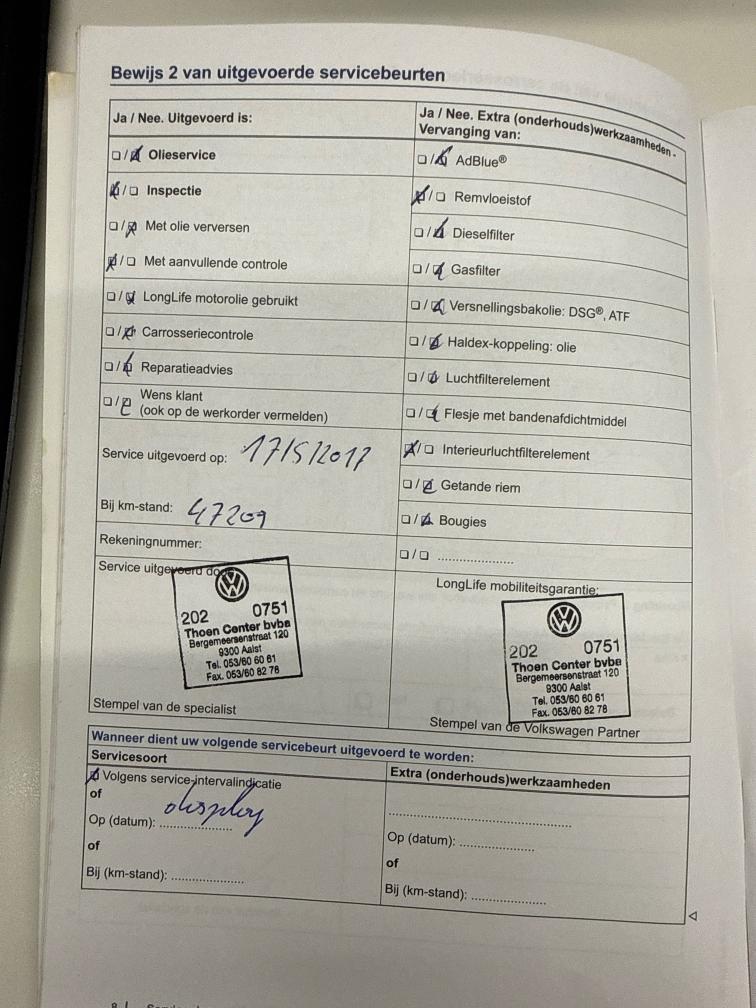 Bewijs 2 van uitgevoerde servicebeurten
Ja / Nee. Uitgevoerd is:
☐/☒ Olieservice
☒/☐ Inspectie
☐/☒ Met olie verversen
☒/☐ Met aanvullende controle
☐/☒ LongLife motorolie gebruikt
☐/☒ Carrosseriecontrole
☐/☒ Reparatieadvies
☐/☒ Wens klant
(ook op de werkorder vermelden)
Service uitgevoerd op: 17/5/2017
Bij km-stand: 47209
Rekeningnummer:
Service uitgevoerd do
202 0751
Thoen Center bvba
Bergemeersenstraat 120
9300 Aalst
Tel. 053/60 60 61
Fax. 053/60 82 78
Stempel van de specialist
Ja / Nee. Extra (onderhouds)werkzaamheden -
Vervanging van:
☐/☒ AdBlue®
☒/☐ Remvloeistof
☐/☒ Dieselfilter
☐/☒ Gasfilter
☐/☒ Versnellingsbakolie: DSG®, ATF
☐/☒ Haldex-koppeling: olie
☐/☒ Luchtfilterelement
☐/☒ Flesje met bandenafdichtmiddel
☒/☐ Interieurluchtfilterelement
☐/☒ Getande riem
☐/☒ Bougies
☐/☐ ......................
LongLife mobiliteitsgarantie:
202 0751
Thoen Center bvba
Bergemeersenstraat 120
9300 Aalst
Tel. 053/60 60 61
Fax. 053/60 82 78
Stempel van de Volkswagen Partner
Wanneer dient uw volgende servicebeurt uitgevoerd te worden:
Servicesoort
☒ Volgens service-intervalindicatie
of display
Op (datum): .....................
of
Bij (km-stand): .....................
Extra (onderhouds)werkzaamheden
.....................................................
Op (datum): .....................
of
Bij (km-stand): .....................